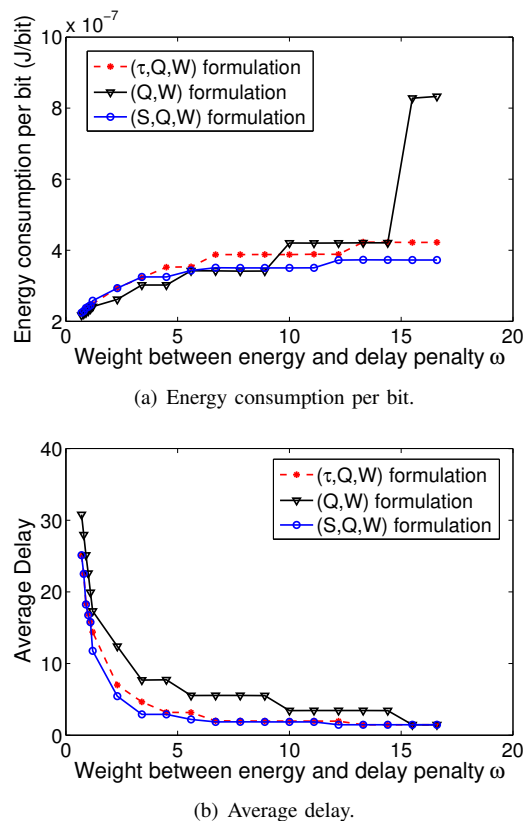 x 10⁻⁷
Energy consumption per bit (J/bit)
10
8
6
4
2
(τ,Q,W) formulation
(Q,W) formulation
(S,Q,W) formulation
0 5 10 15 20
Weight between energy and delay penalty ω
(a) Energy consumption per bit.
Average Delay
40
30
20
10
0
(τ,Q,W) formulation
(Q,W) formulation
(S,Q,W) formulation
0 5 10 15 20
Weight between energy and delay penalty ω
(b) Average delay.